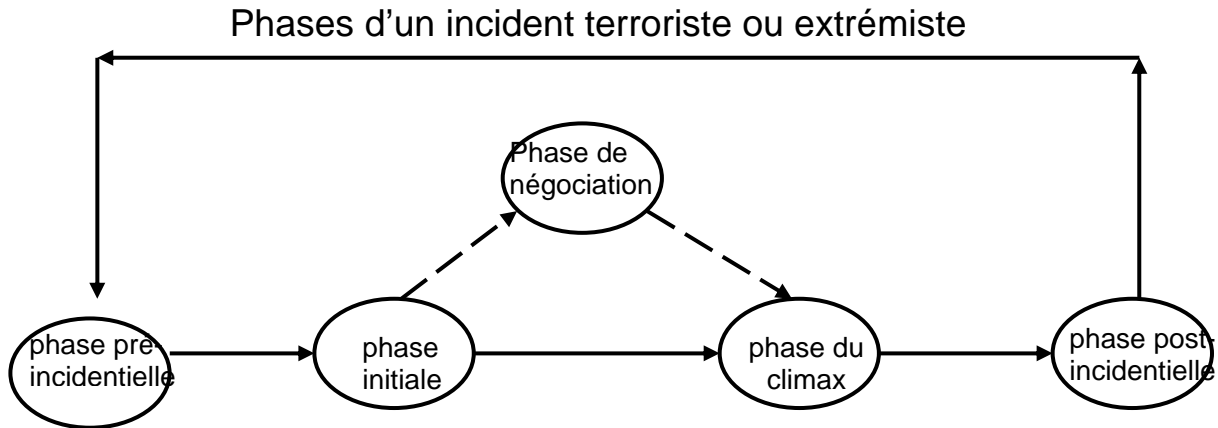 Phases d’un incident terroriste ou extrémiste
Phase de
négociation
phase pré-
incidentielle
phase
initiale
phase du
climax
phase post-
incidentielle